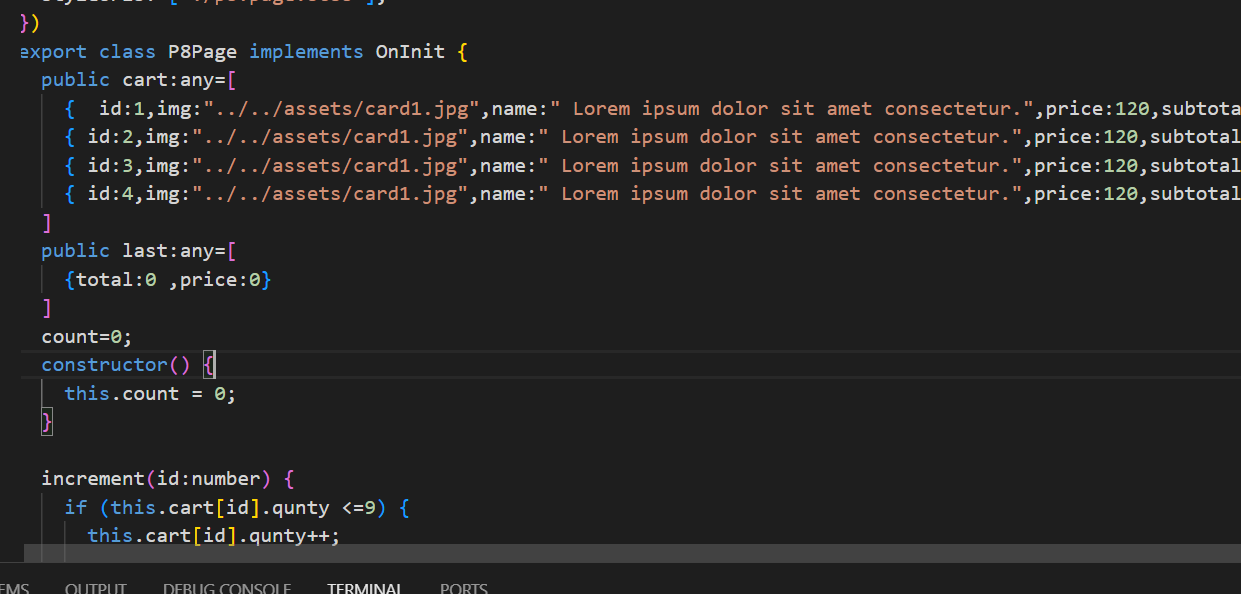 })
export class P8Page implements OnInit {
public cart:any=[
{  id:1,img:"../../assets/card1.jpg",name:" Lorem ipsum dolor sit amet consectetur.",price:120,subtota
{ id:2,img:"../../assets/card1.jpg",name:" Lorem ipsum dolor sit amet consectetur.",price:120,subtotal
{ id:3,img:"../../assets/card1.jpg",name:" Lorem ipsum dolor sit amet consectetur.",price:120,subtotal
{ id:4,img:"../../assets/card1.jpg",name:" Lorem ipsum dolor sit amet consectetur.",price:120,subtotal
]
public last:any=[
{total:0 ,price:0}
]
count=0;
constructor() {
this.count = 0;
}
increment(id:number) {
if (this.cart[id].qunty <=9) {
this.cart[id].qunty++;
EMS OUTPUT DEBUG CONSOLE TERMINAL PORTS